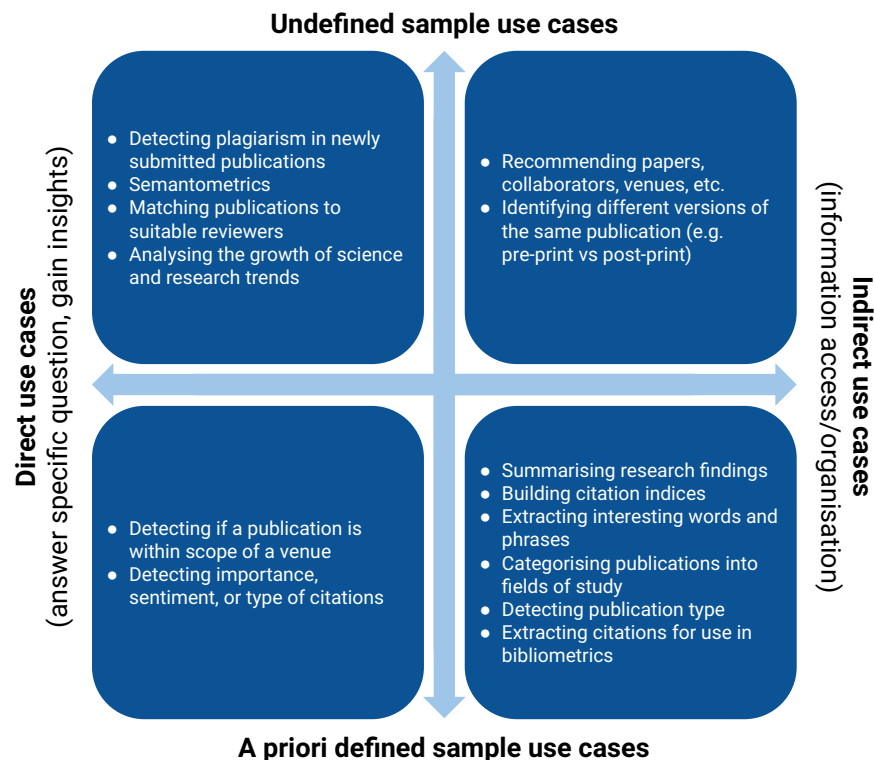 Undefined sample use cases
● Detecting plagiarism in newly
submitted publications
● Semantometrics
● Matching publications to
suitable reviewers
● Analysing the growth of science
and research trends
● Recommending papers,
collaborators, venues, etc.
● Identifying different versions of
the same publication (e.g.
pre-print vs post-print)
Direct use cases
(answer specific question, gain insights)
Indirect use cases
(information access/organisation)
● Detecting if a publication is
within scope of a venue
● Detecting importance,
sentiment, or type of citations
● Summarising research findings
● Building citation indices
● Extracting interesting words and
phrases
● Categorising publications into
fields of study
● Detecting publication type
● Extracting citations for use in
bibliometrics
A priori defined sample use cases